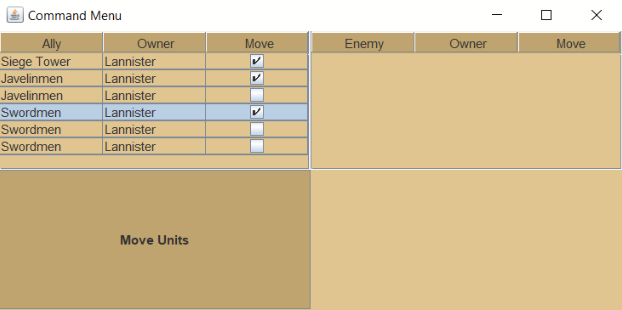 Command Menu
Ally Owner Move Enemy Owner Move
Siege Tower Lannister
Javelinmen Lannister
Javelinmen Lannister
Swordmen Lannister
Swordmen Lannister
Swordmen Lannister
Move Units